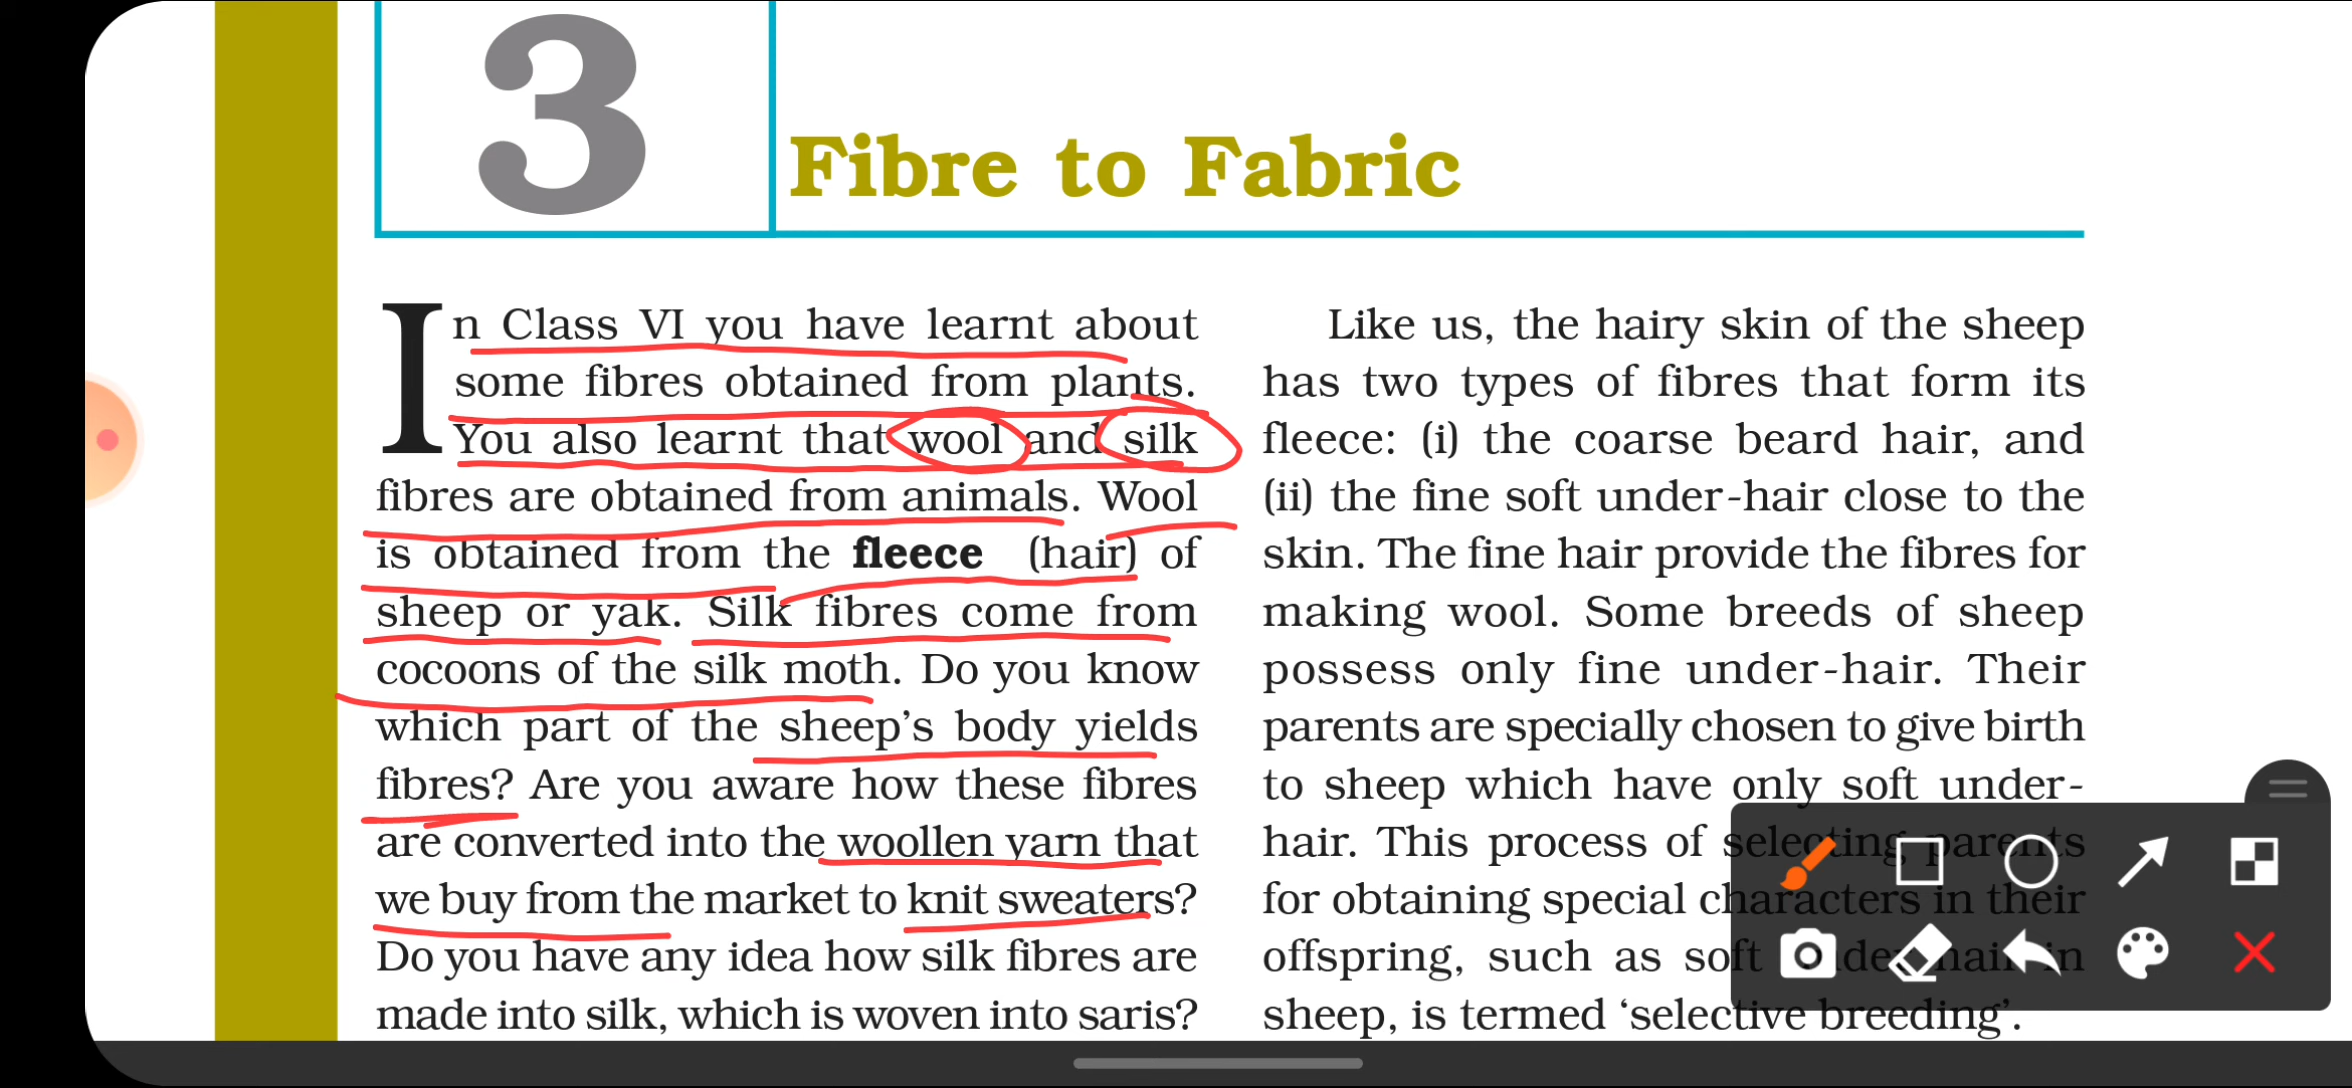 3
Fibre to Fabric
In Class VI you have learnt about
some fibres obtained from plants.
You also learnt that wool and silk
fibres are obtained from animals. Wool
is obtained from the fleece (hair) of
sheep or yak. Silk fibres come from
cocoons of the silk moth. Do you know
which part of the sheep’s body yields
fibres? Are you aware how these fibres
are converted into the woollen yarn that
we buy from the market to knit sweaters?
Do you have any idea how silk fibres are
made into silk, which is woven into saris?
Like us, the hairy skin of the sheep
has two types of fibres that form its
fleece: (i) the coarse beard hair, and
(ii) the fine soft under-hair close to the
skin. The fine hair provide the fibres for
making wool. Some breeds of sheep
possess only fine under-hair. Their
parents are specially chosen to give birth
to sheep which have only soft under-
hair. This process of selecting parents
for obtaining special characters in their
offspring, such as soft hair in
sheep, is termed ‘selective breeding’.